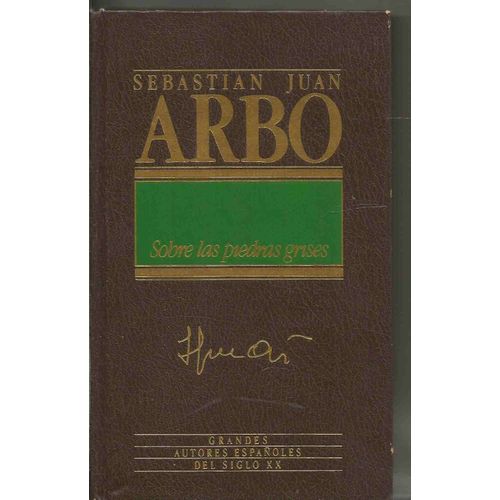 SEBASTIAN JUAN
ARBO
Sobre las piedras grises
GRANDES
AUTORES ESPAÑOLES
DEL SIGLO XX